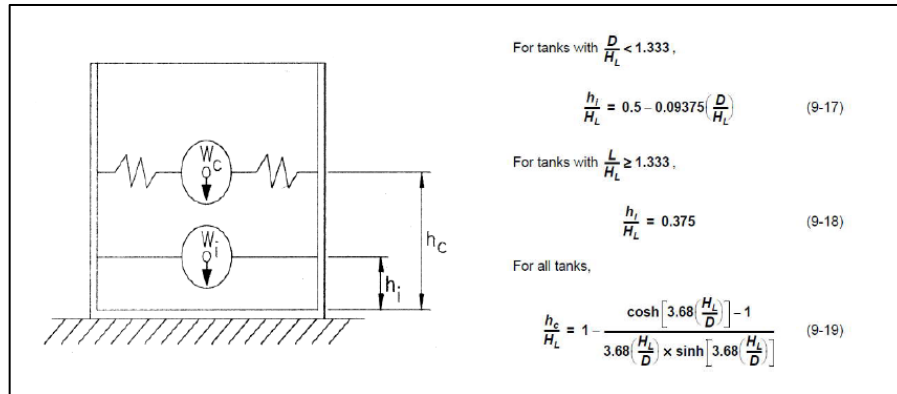 For tanks with D/H_L < 1.333 ,
h_i/H_L = 0.5 – 0.09375(D/H_L) (9-17)
For tanks with L/H_L ≥ 1.333 ,
h_i/H_L = 0.375 (9-18)
For all tanks,
h_c/H_L = 1 – (cosh[3.68(H_L/D)] – 1)/(3.68(H_L/D) × sinh[3.68(H_L/D)]) (9-19)
W_c
W_i
h_c
h_i